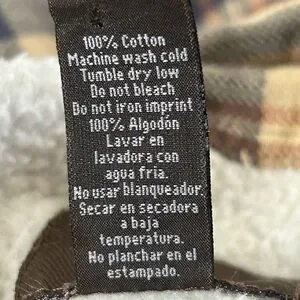 100% Cotton
Machine wash cold
Tumble dry low
Do not bleach
Do not iron imprint
100% Algodón
Lavar en
lavadora con
agua fria.
No usar blanqueador.
Secar en secadora
a baja
temperatura.
No planchar en el
estampado.